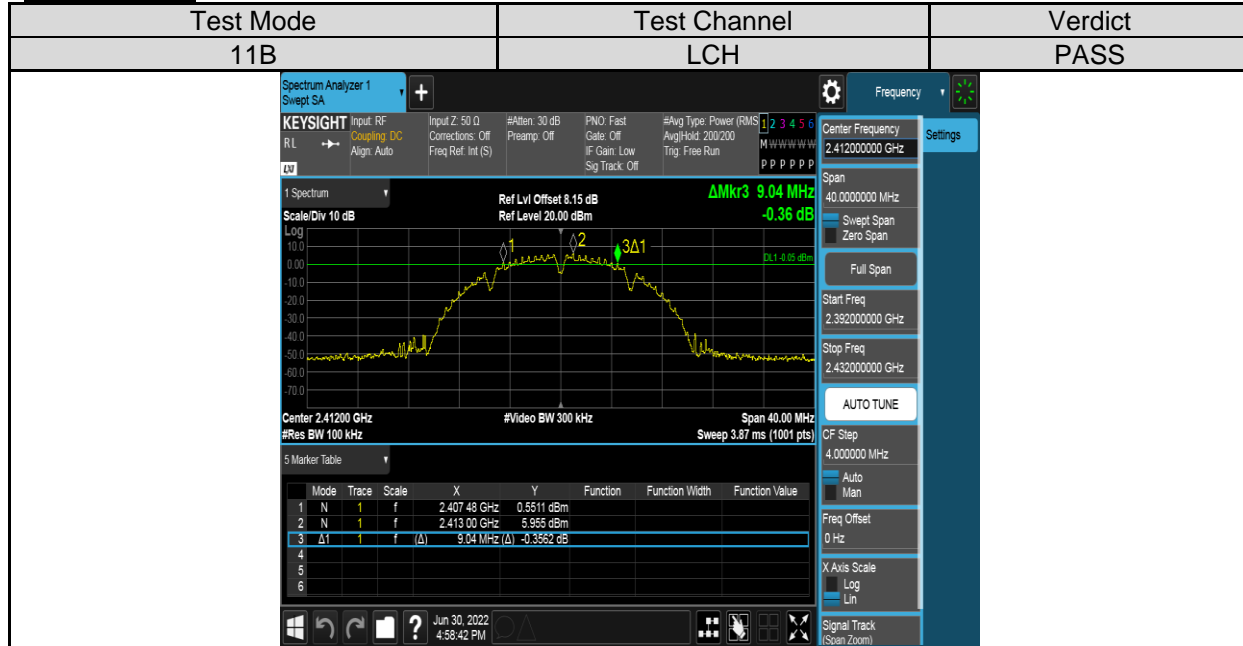 Test Mode Test Channel Verdict
11B LCH PASS
Spectrum Analyzer 1
Swept SA
Frequency
KEYSIGHT Input: RF Input Z: 50 Ω #Atten: 30 dB PNO: Fast #Avg Type: Power (RMS 1 2 3 4 5 6
RL Coupling: DC Corrections: Off Preamp: Off Gate: Off Avg|Hold: 200/200 M W W W W W
Align: Auto Freq Ref: Int (S) IF Gain: Low Trig: Free Run
Sig Track: Off P P P P P P
LXI
Center Frequency
2.412000000 GHz
Settings
Span
40.0000000 MHz
Swept Span
Zero Span
Full Span
Start Freq
2.392000000 GHz
Stop Freq
2.432000000 GHz
AUTO TUNE
CF Step
4.000000 MHz
Auto
Man
Freq Offset
0 Hz
X Axis Scale
Log
Lin
Signal Track
(Span Zoom)
1 Spectrum
Ref Lvl Offset 8.15 dB
ΔMkr3 9.04 MHz
Scale/Div 10 dB
Ref Level 20.00 dBm
-0.36 dB
Log
10.0
0.00
-10.0
-20.0
-30.0
-40.0
-50.0
-60.0
-70.0
1
2
3Δ1
DL1 -0.05 dBm
Center 2.41200 GHz #Video BW 300 kHz Span 40.00 MHz
#Res BW 100 kHz Sweep 3.87 ms (1001 pts)
5 Marker Table
Mode Trace Scale X Y Function Function Width Function Value
1 N 1 f 2.407 48 GHz 0.5511 dBm
2 N 1 f 2.413 00 GHz 5.955 dBm
3 Δ1 1 f (Δ) 9.04 MHz (Δ) -0.3562 dB
4
5
6
Jun 30, 2022
4:58:42 PM